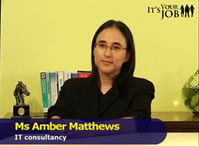 IT'S YOUR
JOB
Ms Amber Matthews
IT consultancy